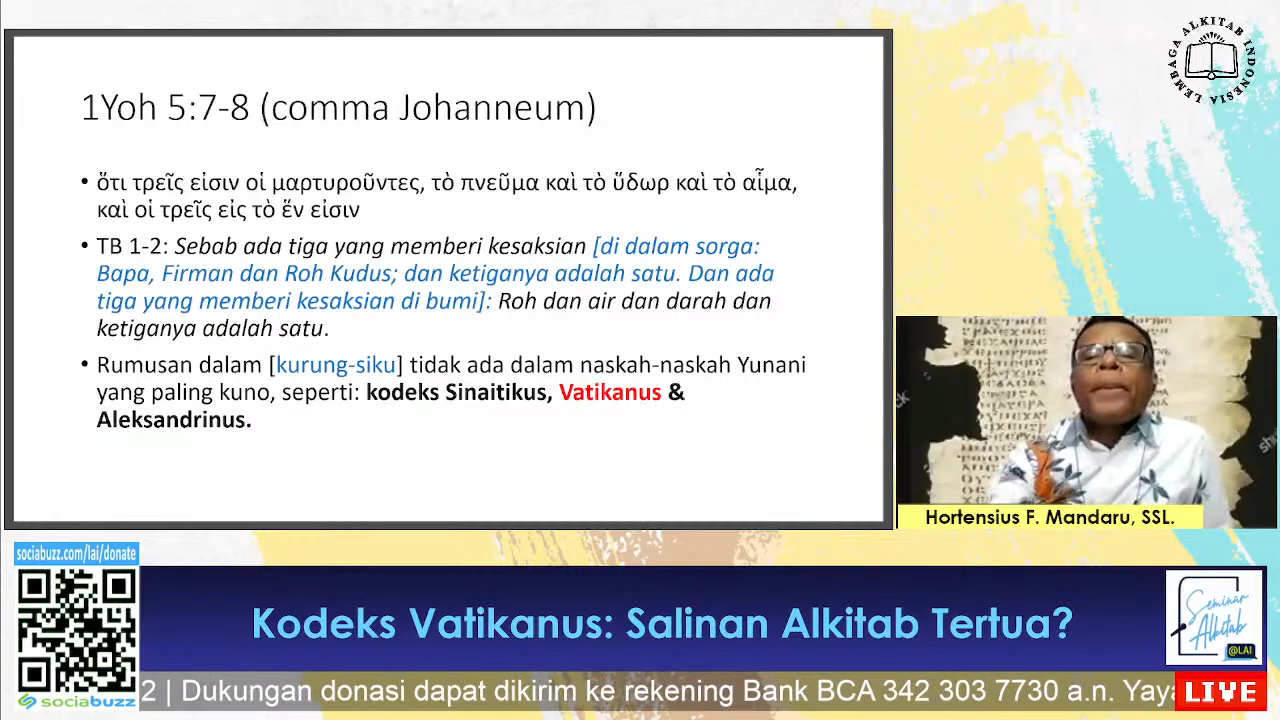 1Yoh 5:7-8 (comma Johanneum)
• ὅτι τρεῖς εἰσιν οἱ μαρτυροῦντες, τὸ πνεῦμα καὶ τὸ ὕδωρ καὶ τὸ αἷμα,
καὶ οἱ τρεῖς εἰς τὸ ἕν εἰσιν
• TB 1-2: Sebab ada tiga yang memberi kesaksian [di dalam sorga:
Bapa, Firman dan Roh Kudus; dan ketiganya adalah satu. Dan ada
tiga yang memberi kesaksian di bumi]: Roh dan air dan darah dan
ketiganya adalah satu.
• Rumusan dalam [kurung-siku] tidak ada dalam naskah-naskah Yunani
yang paling kuno, seperti: kodeks Sinaitikus, Vatikanus &
Aleksandrinus.
LEMBAGA ALKITAB INDONESIA
Hortensius F. Mandaru, SSL.
sociabuzz.com/lai/donate
sociabuzz
Kodeks Vatikanus: Salinan Alkitab Tertua?
Seminar
Alkitab
@LAI
2 | Dukungan donasi dapat dikirim ke rekening Bank BCA 342 303 7730 a.n. Yaya
LIVE